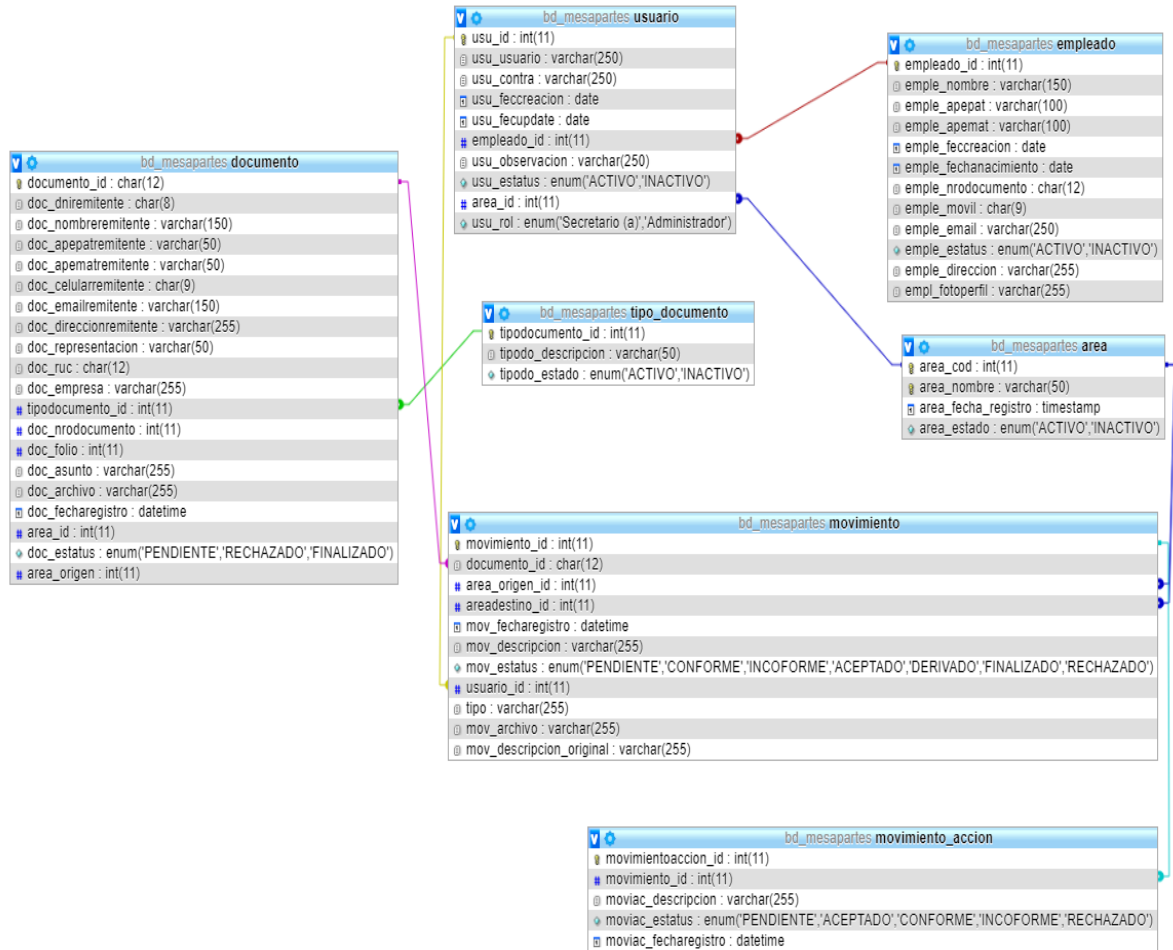 bd_mesapartes usuario
usu_id : int(11)
usu_usuario : varchar(250)
usu_contra : varchar(250)
usu_feccreacion : date
usu_fecupdate : date
empleado_id : int(11)
usu_observacion : varchar(250)
usu_estatus : enum('ACTIVO','INACTIVO')
area_id : int(11)
usu_rol : enum('Secretario (a)','Administrador')
bd_mesapartes empleado
empleado_id : int(11)
emple_nombre : varchar(150)
emple_apepat : varchar(100)
emple_apemat : varchar(100)
emple_feccreacion : date
emple_fechanacimiento : date
emple_nrodocumento : char(12)
emple_movil : char(9)
emple_email : varchar(250)
emple_estatus : enum('ACTIVO','INACTIVO')
emple_direccion : varchar(255)
empl_fotoperfil : varchar(255)
bd_mesapartes documento
documento_id : char(12)
doc_dniremitente : char(8)
doc_nombreremitente : varchar(150)
doc_apepatremitente : varchar(50)
doc_apematremitente : varchar(50)
doc_celularremitente : char(9)
doc_emailremitente : varchar(150)
doc_direccionremitente : varchar(255)
doc_representacion : varchar(50)
doc_ruc : char(12)
doc_empresa : varchar(255)
tipodocumento_id : int(11)
doc_nrodocumento : int(11)
doc_folio : int(11)
doc_asunto : varchar(255)
doc_archivo : varchar(255)
doc_fecharegistro : datetime
area_id : int(11)
doc_estatus : enum('PENDIENTE','RECHAZADO','FINALIZADO')
area_origen : int(11)
bd_mesapartes tipo_documento
tipodocumento_id : int(11)
tipodo_descripcion : varchar(50)
tipodo_estado : enum('ACTIVO','INACTIVO')
bd_mesapartes area
area_cod : int(11)
area_nombre : varchar(50)
area_fecha_registro : timestamp
area_estado : enum('ACTIVO','INACTIVO')
bd_mesapartes movimiento
movimiento_id : int(11)
documento_id : char(12)
area_origen_id : int(11)
areadestino_id : int(11)
mov_fecharegistro : datetime
mov_descripcion : varchar(255)
mov_estatus : enum('PENDIENTE','CONFORME','INCOFORME','ACEPTADO','DERIVADO','FINALIZADO','RECHAZADO')
usuario_id : int(11)
tipo : varchar(255)
mov_archivo : varchar(255)
mov_descripcion_original : varchar(255)
bd_mesapartes movimiento_accion
movimientoaccion_id : int(11)
movimiento_id : int(11)
moviac_descripcion : varchar(255)
moviac_estatus : enum('PENDIENTE','ACEPTADO','CONFORME','INCOFORME','RECHAZADO')
moviac_fecharegistro : datetime